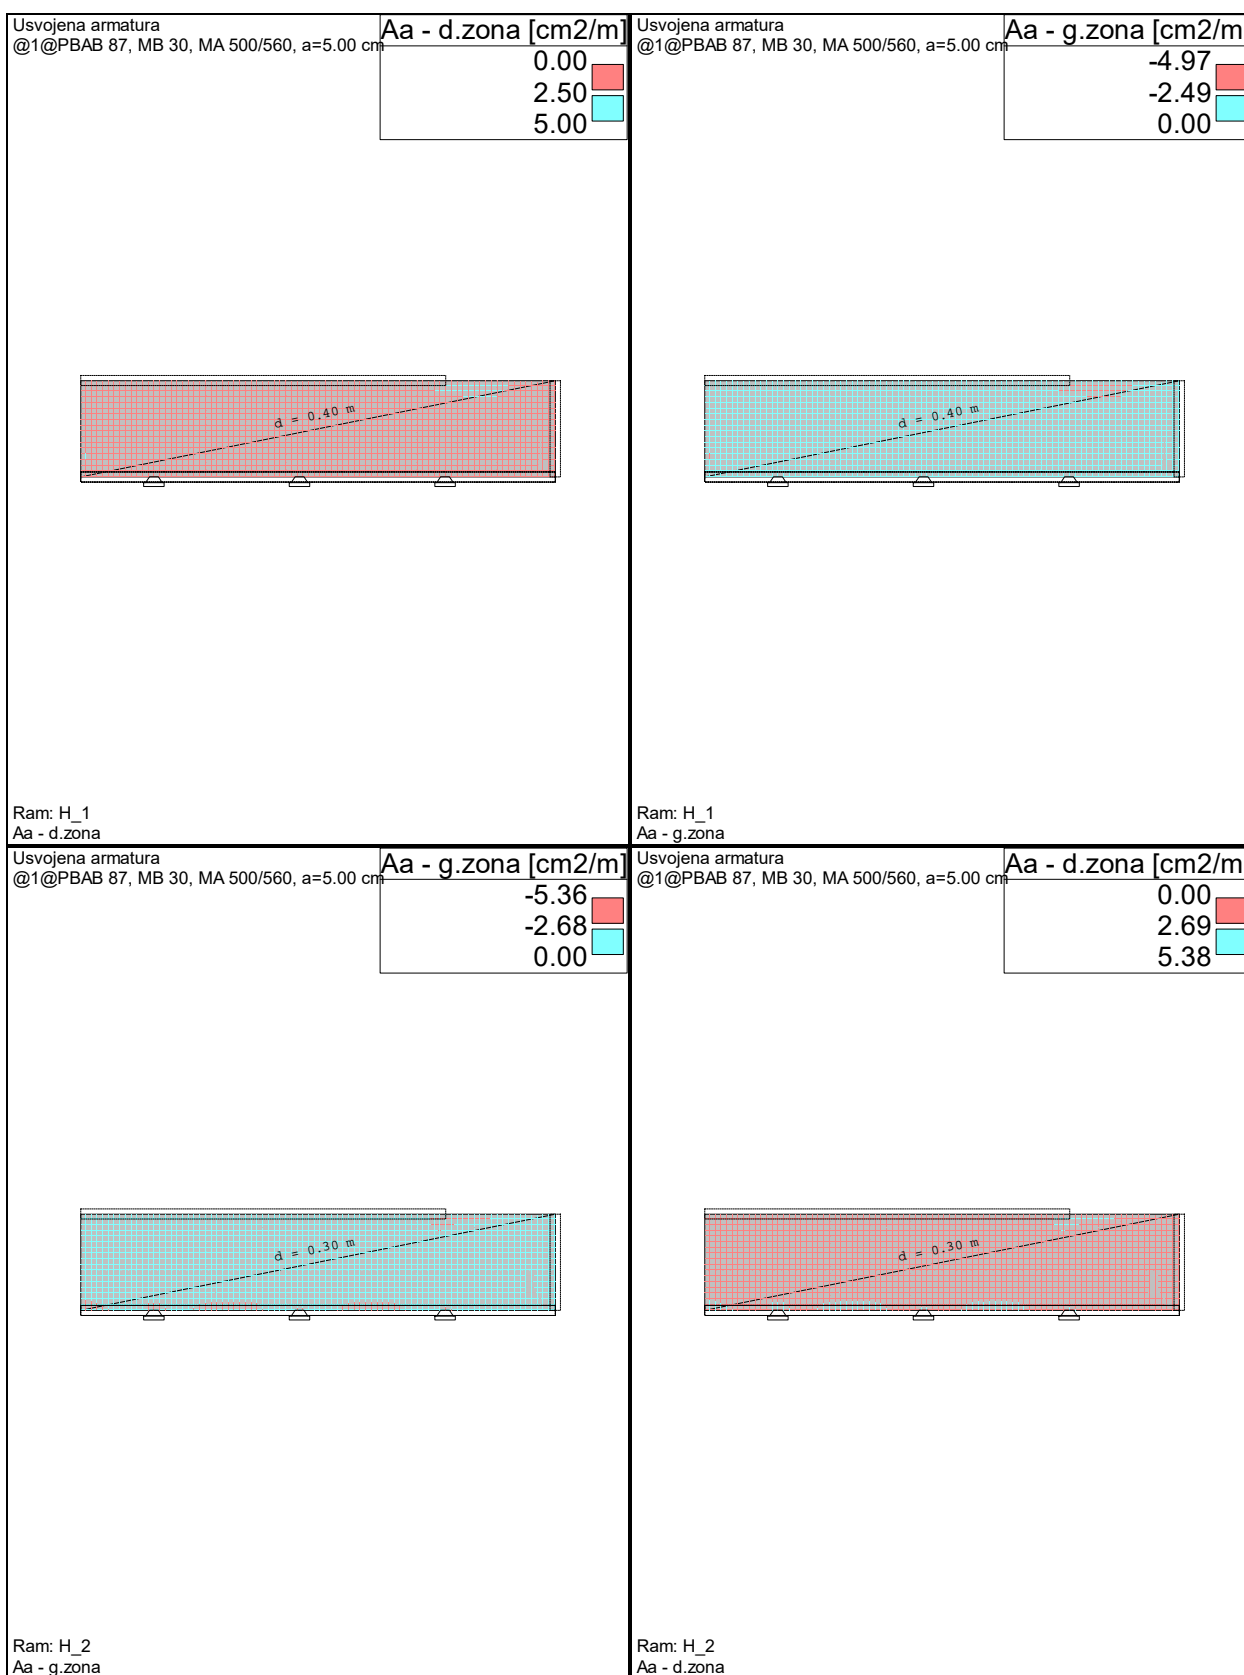 Usvojena armatura
@1@PBAB 87, MB 30, MA 500/560, a=5.00 cm
Aa - d.zona [cm2/m]
0.00
2.50
5.00
d = 0.40 m
Ram: H_1
Aa - d.zona
Usvojena armatura
@1@PBAB 87, MB 30, MA 500/560, a=5.00 cm
Aa - g.zona [cm2/m
-4.97
-2.49
0.00
d = 0.40 m
Ram: H_1
Aa - g.zona
Usvojena armatura
@1@PBAB 87, MB 30, MA 500/560, a=5.00 cm
Aa - g.zona [cm2/m]
-5.36
-2.68
0.00
d = 0.30 m
Ram: H_2
Aa - g.zona
Usvojena armatura
@1@PBAB 87, MB 30, MA 500/560, a=5.00 cm
Aa - d.zona [cm2/m
0.00
2.69
5.38
d = 0.30 m
Ram: H_2
Aa - d.zona